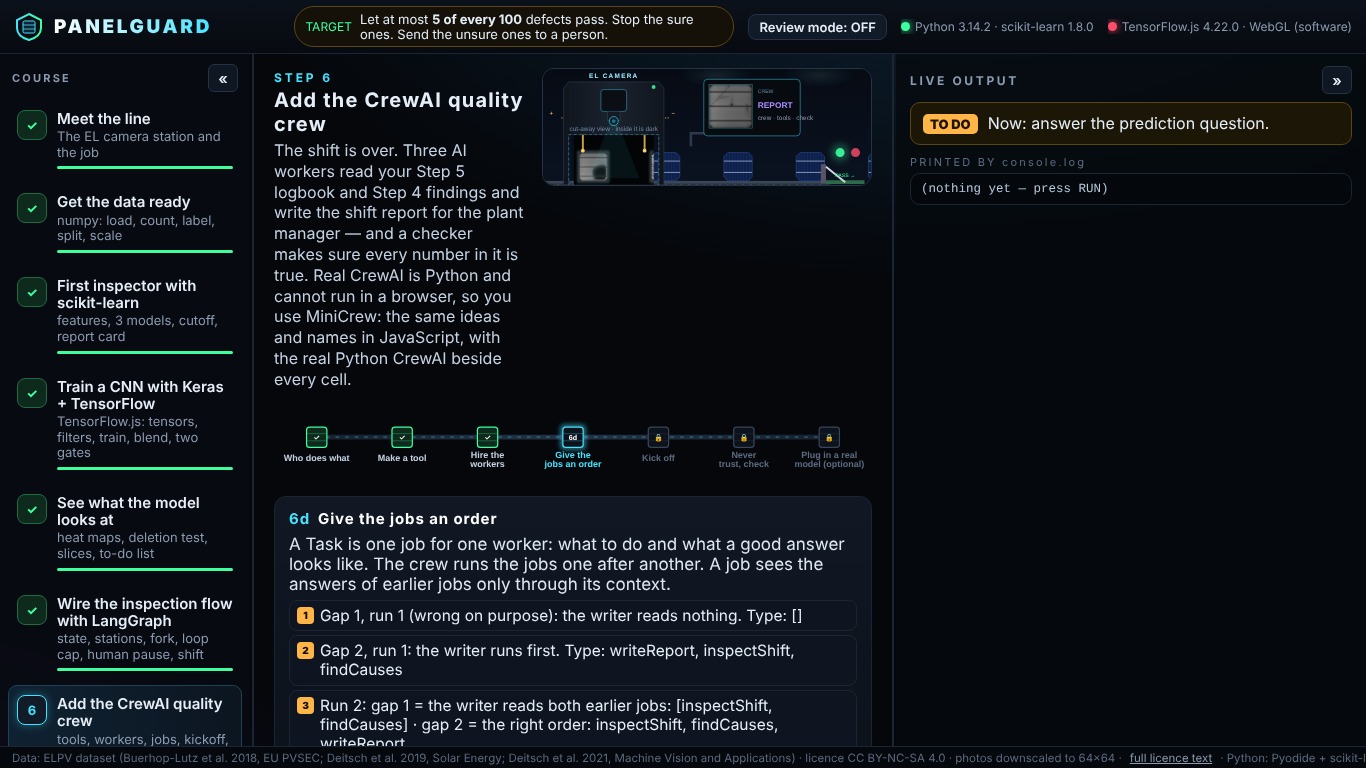 PANELGUARD
TARGET
Let at most 5 of every 100 defects pass. Stop the sure
ones. Send the unsure ones to a person.
Review mode: OFF
Python 3.14.2 · scikit-learn 1.8.0
TensorFlow.js 4.22.0 · WebGL (software)
COURSE
«
Meet the line
The EL camera station and
the job
Get the data ready
numpy: load, count, label,
split, scale
First inspector with
scikit-learn
features, 3 models, cutoff,
report card
Train a CNN with Keras
+ TensorFlow
TensorFlow.js: tensors,
filters, train, blend, two
gates
See what the model
looks at
heat maps, deletion test,
slices, to-do list
Wire the inspection flow
with LangGraph
state, stations, fork, loop
cap, human pause, shift
6
Add the CrewAI quality
crew
tools, workers, jobs, kickoff,
STEP 6
Add the CrewAI quality
crew
The shift is over. Three AI
workers read your Step 5
logbook and Step 4 findings and
write the shift report for the plant
manager — and a checker
makes sure every number in it is
true. Real CrewAI is Python and
cannot run in a browser, so you
use MiniCrew: the same ideas
and names in JavaScript, with
the real Python CrewAI beside
every cell.
EL CAMERA
cut-away view · inside it is dark
CREW
REPORT
crew · tools · check
Who does what
Make a tool
Hire the
workers
6d
Give the
jobs an order
Kick off
Never
trust, check
Plug in a real
model (optional)
6d Give the jobs an order
A Task is one job for one worker: what to do and what a good answer
looks like. The crew runs the jobs one after another. A job sees the
answers of earlier jobs only through its context.
1 Gap 1, run 1 (wrong on purpose): the writer reads nothing. Type: []
2 Gap 2, run 1: the writer runs first. Type: writeReport, inspectShift,
findCauses
3 Run 2: gap 1 = the writer reads both earlier jobs: [inspectShift,
findCauses] · gap 2 = the right order: inspectShift, findCauses,
writeReport
LIVE OUTPUT
»
TO DO Now: answer the prediction question.
PRINTED BY console.log
(nothing yet — press RUN)
Data: ELPV dataset (Buerhop-Lutz et al. 2018, EU PVSEC; Deitsch et al. 2019, Solar Energy; Deitsch et al. 2021, Machine Vision and Applications) · licence CC BY-NC-SA 4.0 · photos downscaled to 64×64 · full licence text · Python: Pyodide + scikit-